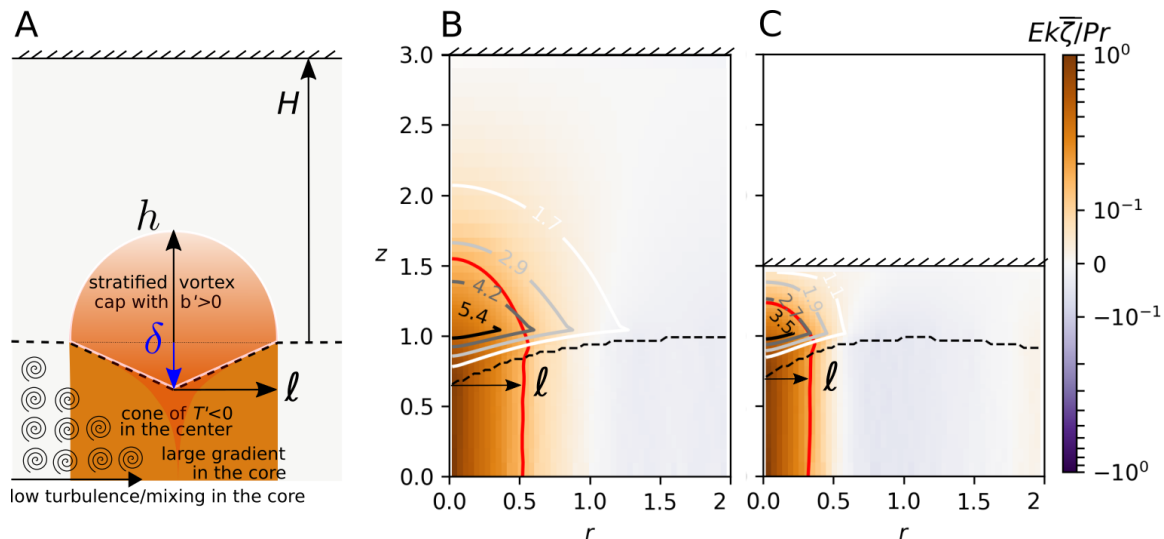 A
H
h
stratified vortex
cap with b'>0
δ
ℓ
cone of T'<0
in the center
large gradient
in the core
low turbulence/mixing in the core
B
3.0
2.5
2.0
1.5
1.0
0.5
0.0
z
1.7
2.9
4.2
5.4
ℓ
0.0 0.5 1.0 1.5 2.0
r
C
1.1
1.9
2.7
3.5
ℓ
0.0 0.5 1.0 1.5 2
r
Ekζ̅/Pr
10⁰
10⁻¹
0
−10⁻¹
−10⁰